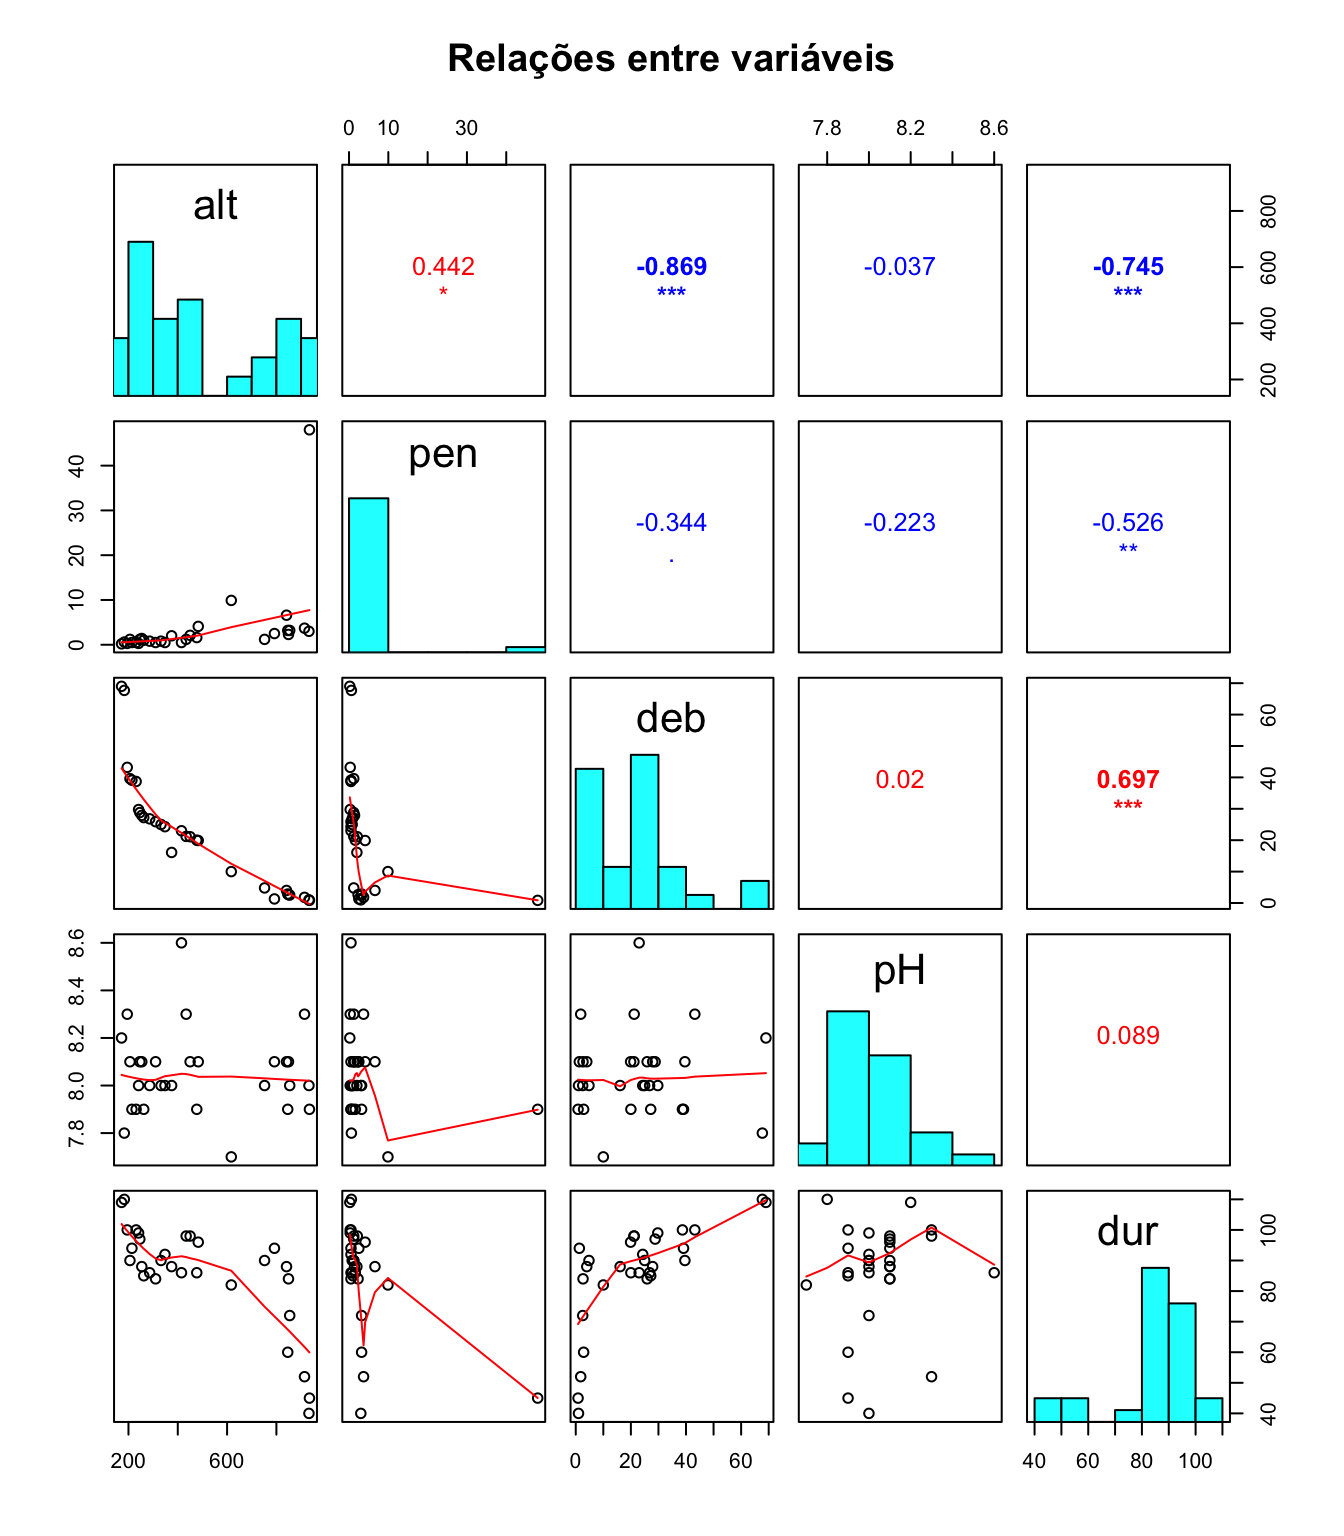 Relações entre variáveis
0 10 30 7.8 8.2 8.6
alt
0.442
*
-0.869
***
-0.037
-0.745
***
200 400 600 800
0 10 20 30 40
pen
-0.344
.
-0.223
-0.526
**
deb
0.02
0.697
***
0 20 40 60
7.8 8.0 8.2 8.4 8.6
pH
0.089
dur
40 60 80 100
200 600 0 20 40 60 40 60 80 100